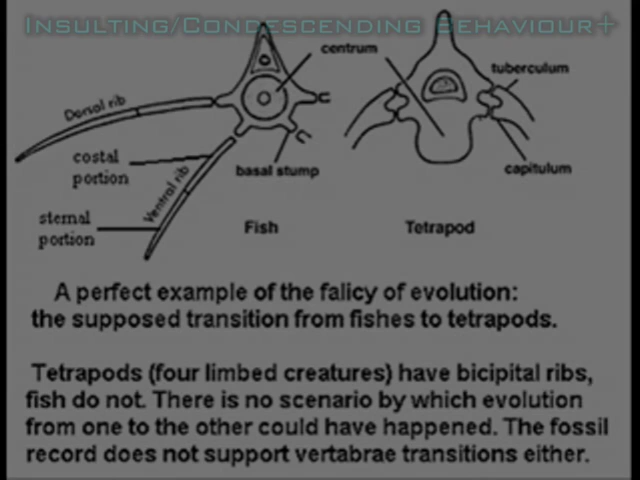 Insulting/Condescending Behaviour+
centrum
tuberculum
Dorsal rib
costal
portion
Ventral rib
basal stump
capitulum
sternal
portion
Fish
Tetrapod
A perfect example of the falicy of evolution:
the supposed transition from fishes to tetrapods.
Tetrapods (four limbed creatures) have bicipital ribs,
fish do not. There is no scenario by which evolution
from one to the other could have happened. The fossil
record does not support vertabrae transitions either.